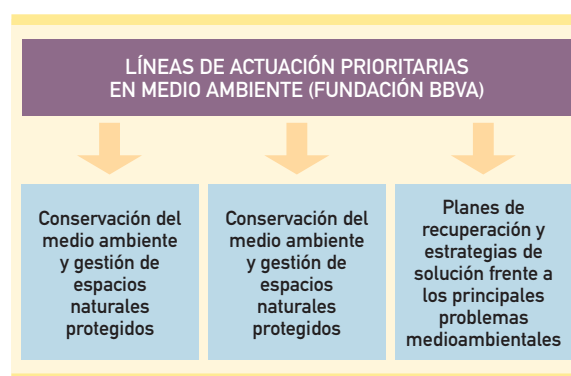 LÍNEAS DE ACTUACIÓN PRIORITARIAS
EN MEDIO AMBIENTE (FUNDACIÓN BBVA)
Conservación del
medio ambiente
y gestión de
espacios
naturales
protegidos
Conservación del
medio ambiente
y gestión de
espacios
naturales
protegidos
Planes de
recuperación y
estrategias de
solución frente a
los principales
problemas
medioambientales